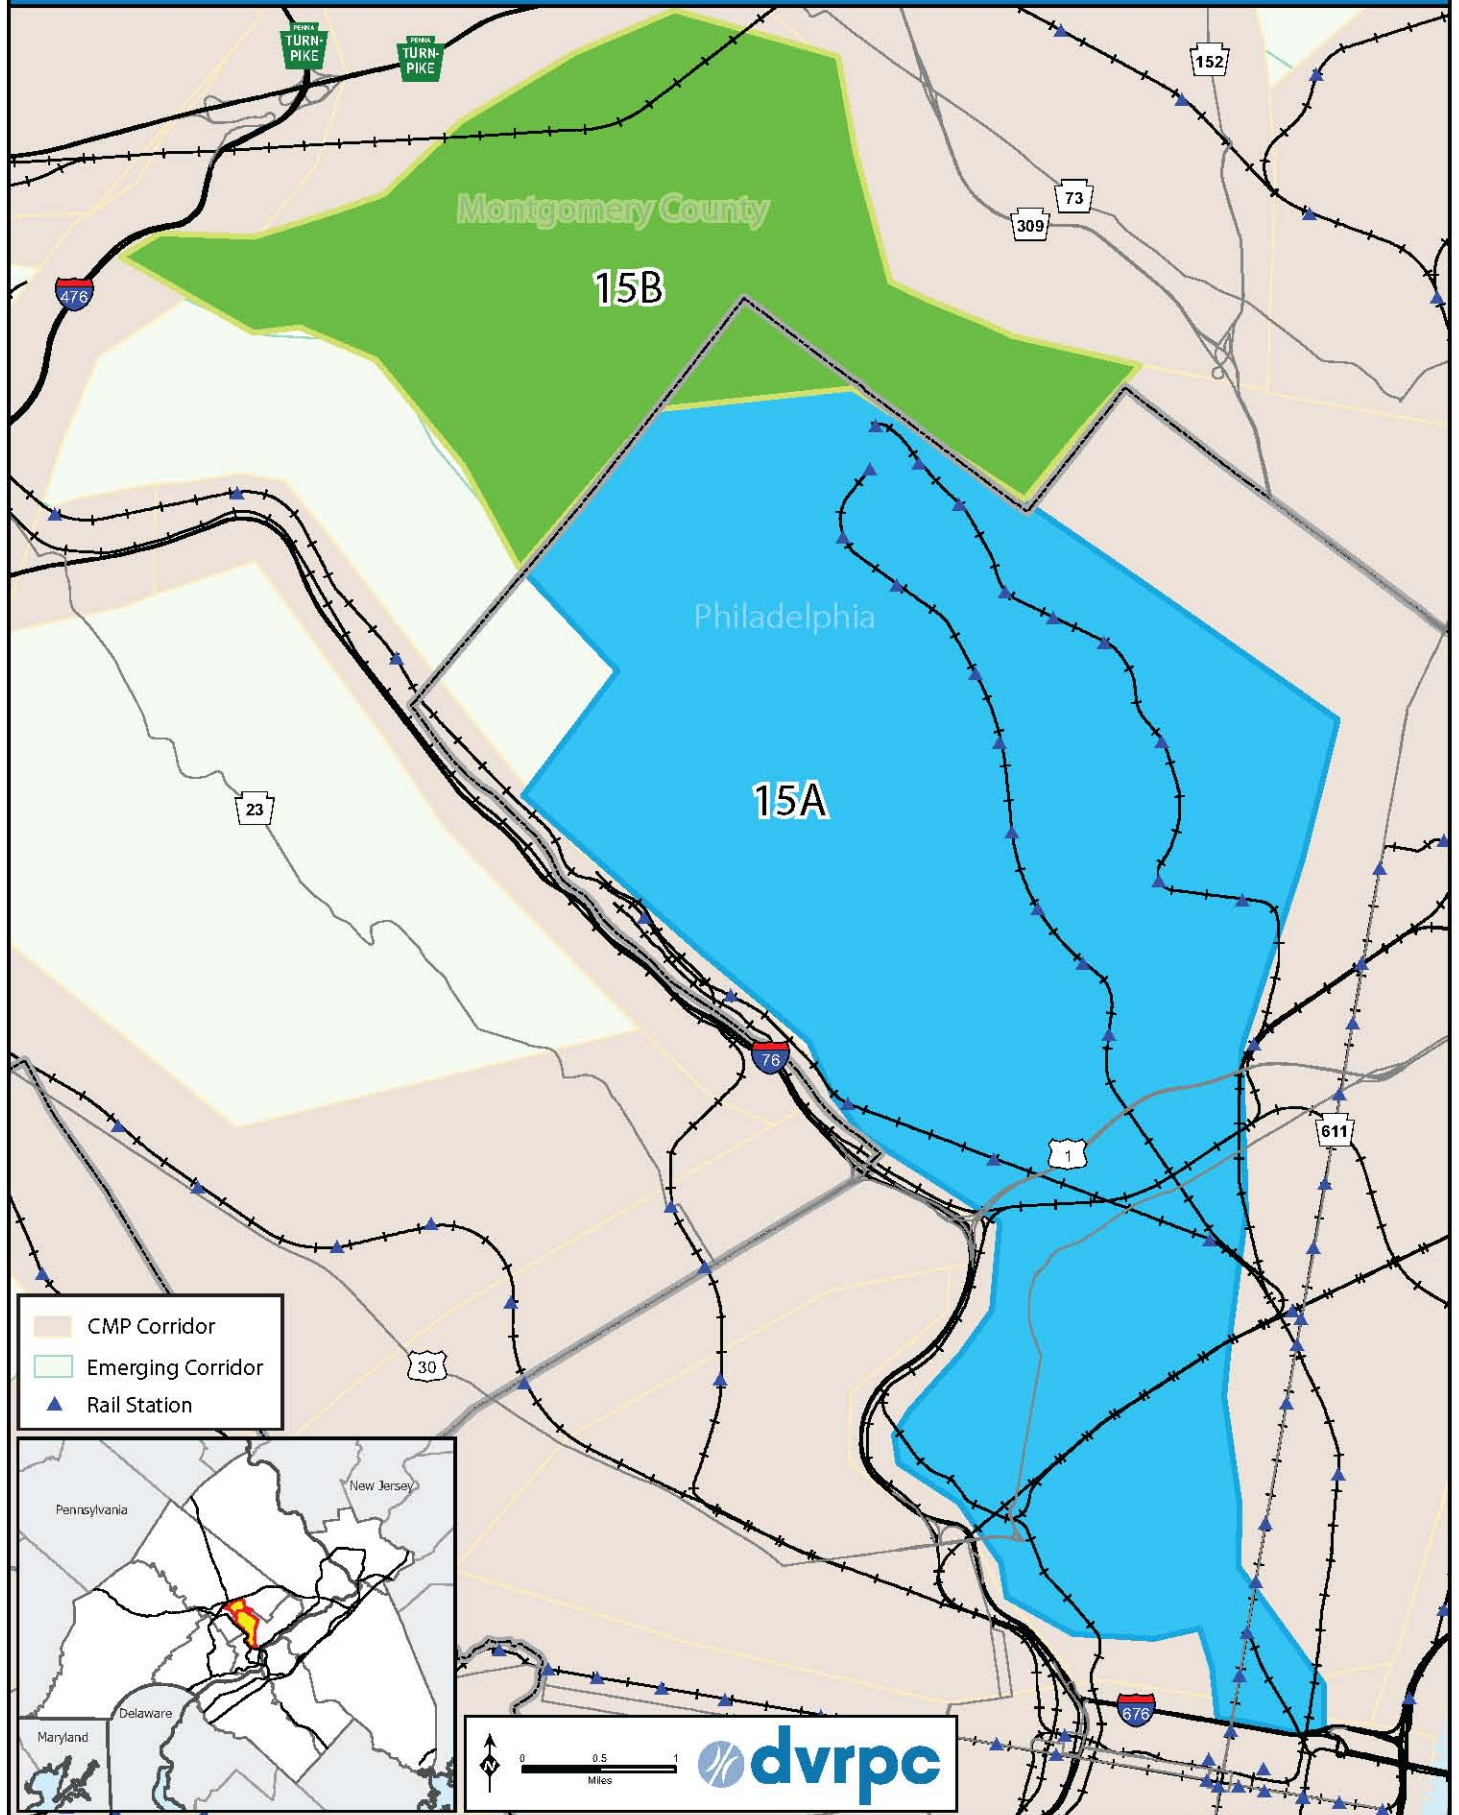 PENNA
TURN-
PIKE
PENNA
TURN-
PIKE
152
73
309
Montgomery County
15B
476
Philadelphia
15A
23
76
1
611
30
CMP Corridor
Emerging Corridor
Rail Station
Pennsylvania
New Jersey
Delaware
Maryland
676
N
0 0.5 1
Miles
dvrpc